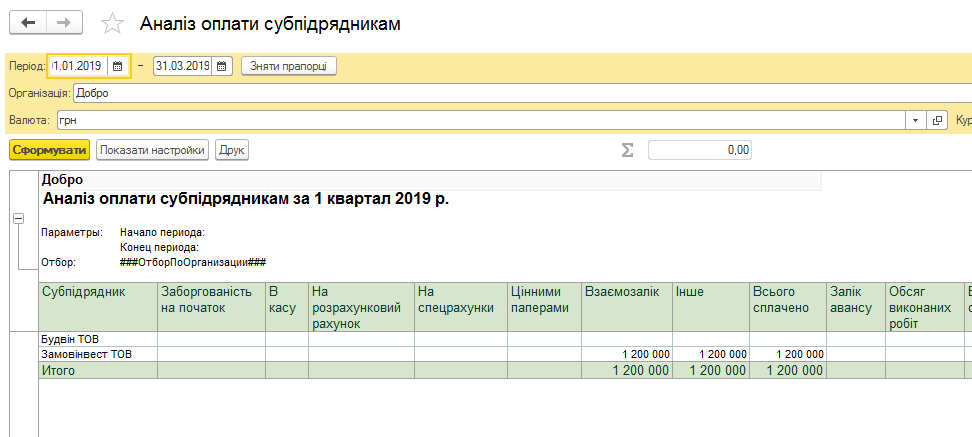 Аналіз оплати субпідрядникам
Період: 01.01.2019 – 31.03.2019 Зняти прапорці
Організація: Добро
Валюта: грн Кур
Сформувати Показати настройки Друк Σ 0,00
Добро
Аналіз оплати субпідрядникам за 1 квартал 2019 р.
Параметры: Начало периода:
Конец периода:
Отбор: ###ОтборПоОрганизации###
Субпідрядник Заборгованість В На На Цінними Взаємозалік Інше Всього Залік Обсяг
на початок касу розрахунковий спецрахунки паперами сплачено авансу виконаних
рахунок робіт
Будвін ТОВ
Замовінвест ТОВ 1 200 000 1 200 000 1 200 000
Итого 1 200 000 1 200 000 1 200 000